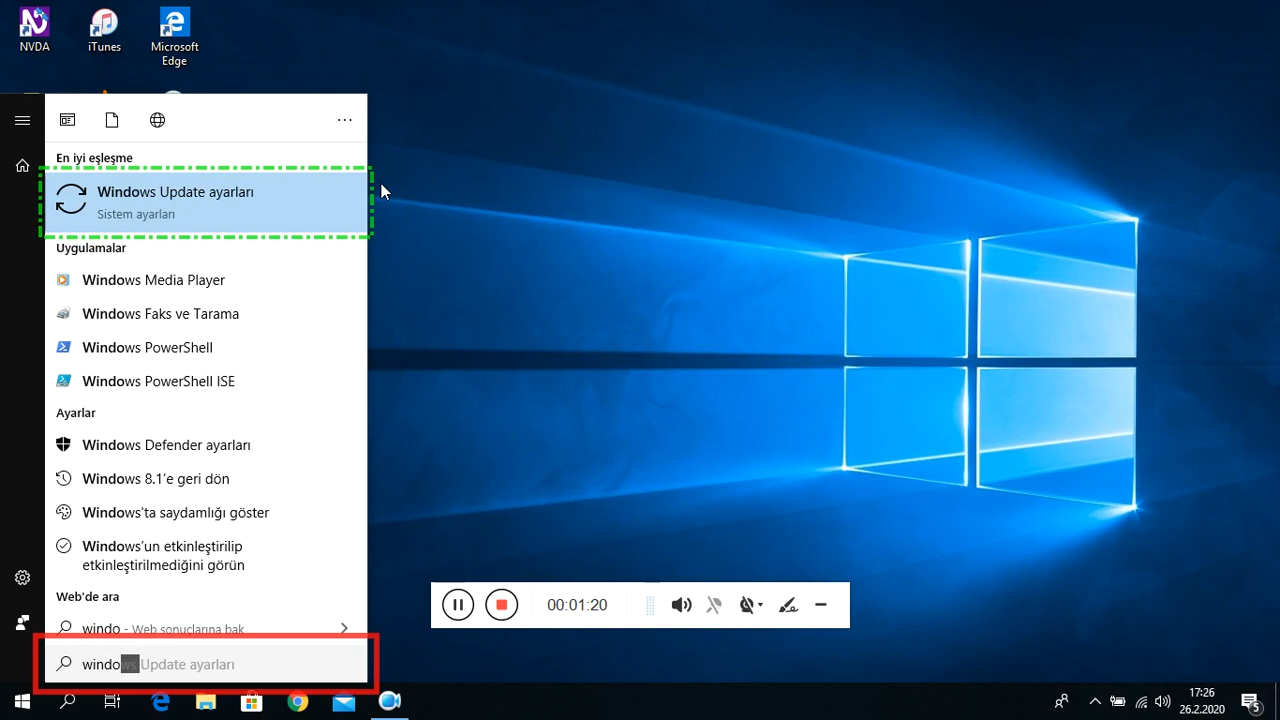 NVDA
iTunes
Microsoft
Edge
En iyi eşleşme
Windows Update ayarları
Sistem ayarları
Uygulamalar
Windows Media Player
Windows Faks ve Tarama
Windows PowerShell
Windows PowerShell ISE
Ayarlar
Windows Defender ayarları
Windows 8.1'e geri dön
Windows'ta saydamlığı göster
Windows'un etkinleştirilip
etkinleştirilmediğini görün
Web'de ara
windo - Web sonuçlarına bak
windows Update ayarları
00:01:20
17:26
26.2.2020
5